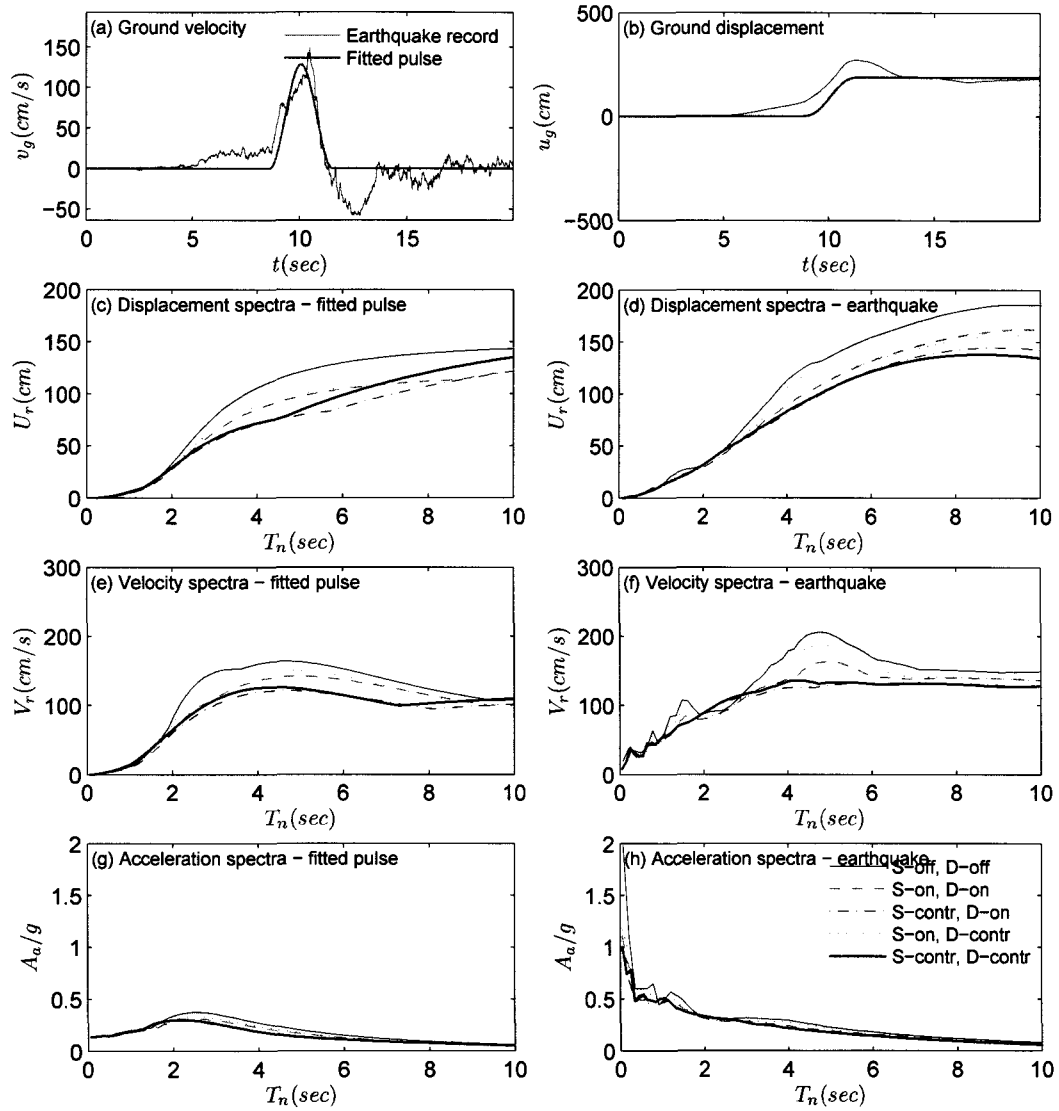 (a) Ground velocity
Earthquake record
Fitted pulse
150
100
50
0
−50
v_g(cm/s)
0 5 10 15
t(sec)
(b) Ground displacement
500
0
−500
u_g(cm)
0 5 10 15
t(sec)
(c) Displacement spectra − fitted pulse
200
150
100
50
0
U_r(cm)
0 2 4 6 8 10
T_n(sec)
(d) Displacement spectra − earthquake
200
150
100
50
0
U_r(cm)
0 2 4 6 8 10
T_n(sec)
(e) Velocity spectra − fitted pulse
300
200
100
0
V_r(cm/s)
0 2 4 6 8 10
T_n(sec)
(f) Velocity spectra − earthquake
300
200
100
0
V_r(cm/s)
0 2 4 6 8 10
T_n(sec)
(g) Acceleration spectra − fitted pulse
2
1.5
1
0.5
0
A_a/g
0 2 4 6 8 10
T_n(sec)
(h) Acceleration spectra − earthquake
S−off, D−off
S−on, D−on
S−contr, D−on
S−on, D−contr
S−contr, D−contr
2
1.5
1
0.5
0
A_a/g
0 2 4 6 8 10
T_n(sec)